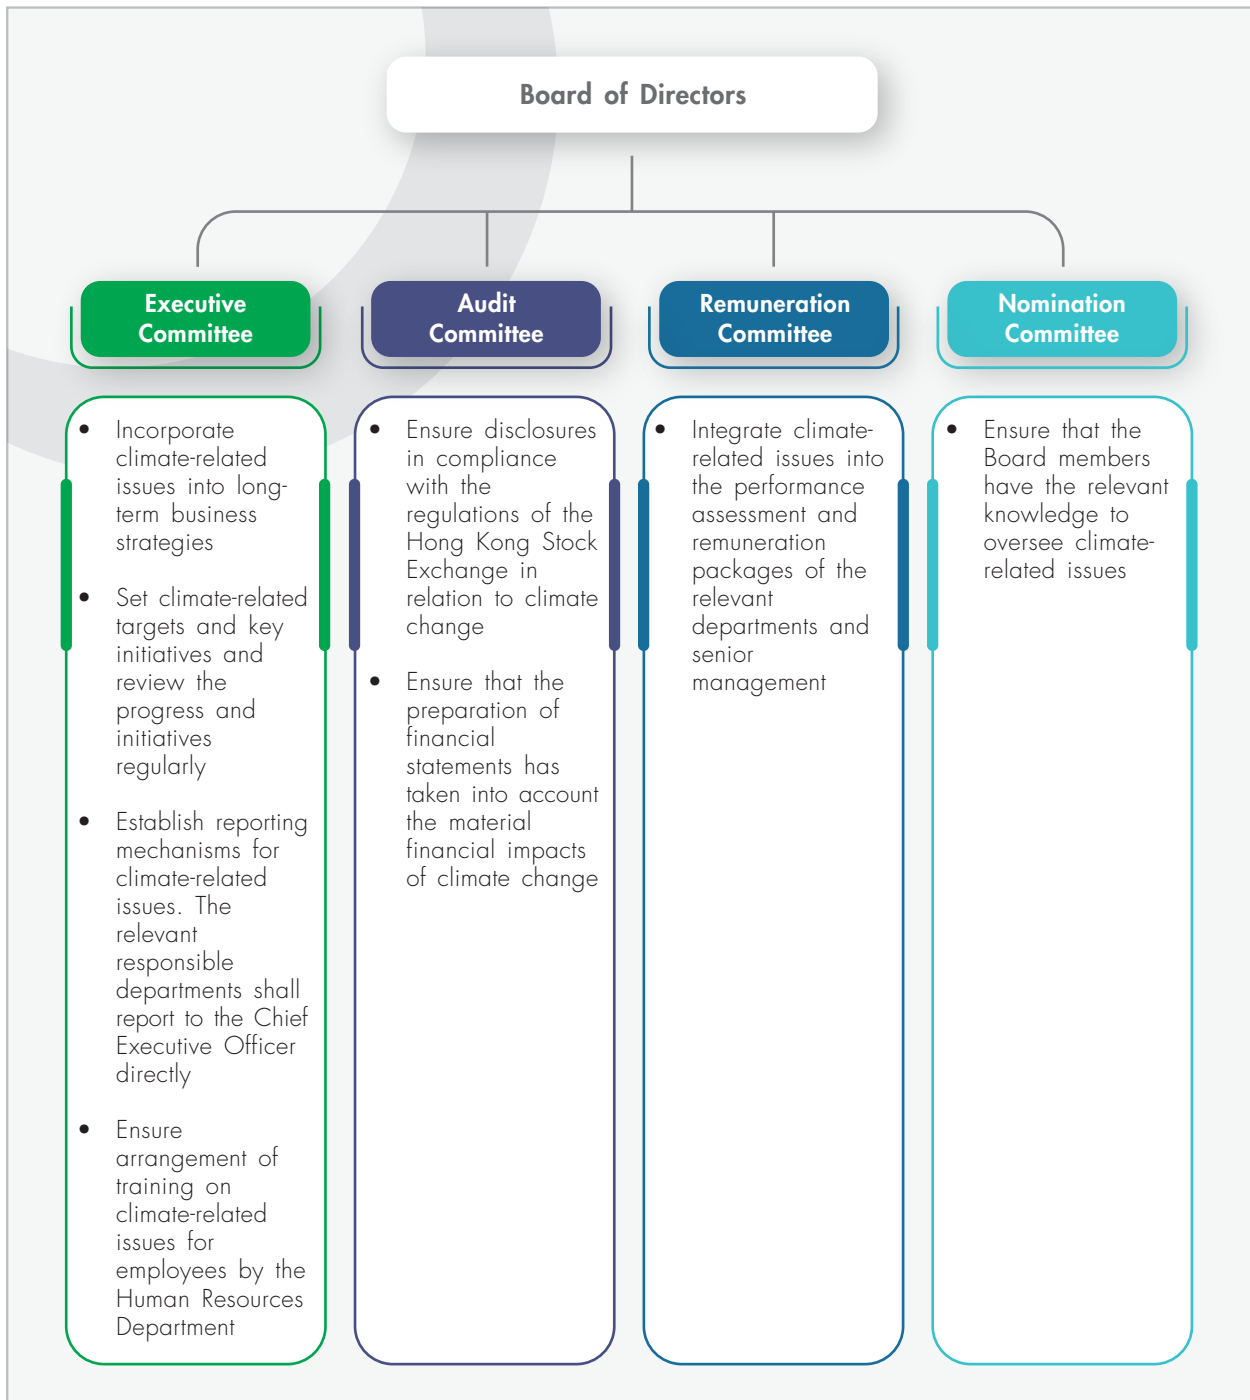 Board of Directors
Executive
Committee
Audit
Committee
Remuneration
Committee
Nomination
Committee
• Incorporate
climate-related
issues into long-
term business
strategies
• Set climate-related
targets and key
initiatives and
review the
progress and
initiatives
regularly
• Establish reporting
mechanisms for
climate-related
issues. The
relevant
responsible
departments shall
report to the Chief
Executive Officer
directly
• Ensure
arrangement of
training on
climate-related
issues for
employees by the
Human Resources
Department
• Ensure disclosures
in compliance
with the
regulations of the
Hong Kong Stock
Exchange in
relation to climate
change
• Ensure that the
preparation of
financial
statements has
taken into account
the material
financial impacts
of climate change
• Integrate climate-
related issues into
the performance
assessment and
remuneration
packages of the
relevant
departments and
senior
management
• Ensure that the
Board members
have the relevant
knowledge to
oversee climate-
related issues